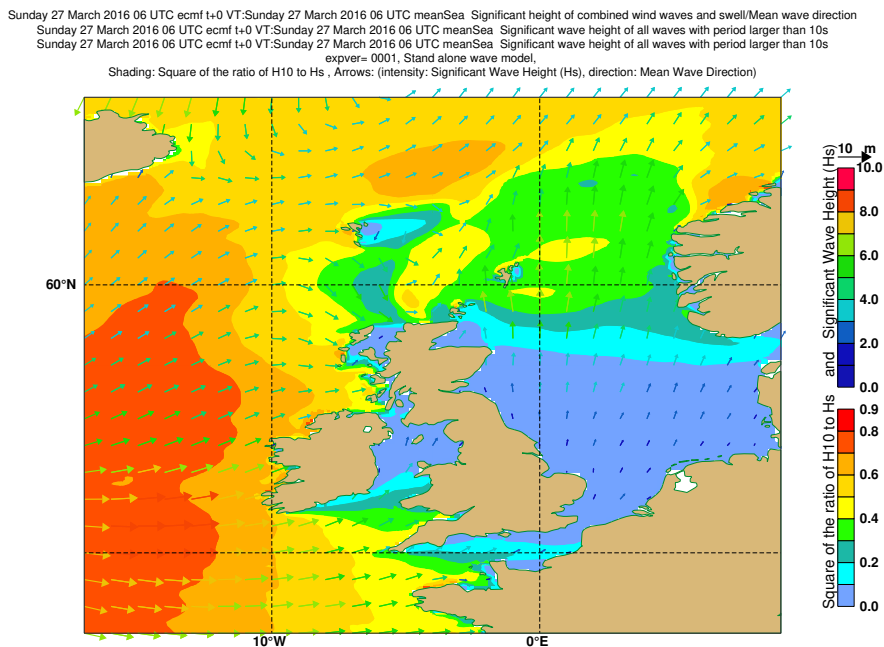 Sunday 27 March 2016 06 UTC ecmf t+0 VT:Sunday 27 March 2016 06 UTC meanSea Significant height of combined wind waves and swell/Mean wave direction
Sunday 27 March 2016 06 UTC ecmf t+0 VT:Sunday 27 March 2016 06 UTC meanSea Significant wave height of all waves with period larger than 10s
Sunday 27 March 2016 06 UTC ecmf t+0 VT:Sunday 27 March 2016 06 UTC meanSea Significant wave height of all waves with period larger than 10s
expver= 0001, Stand alone wave model,
Shading: Square of the ratio of H10 to Hs , Arrows: (intensity: Significant Wave Height (Hs), direction: Mean Wave Direction)
60°N
10°W
0°E
10 m
10.0
8.0
6.0
4.0
2.0
0.0
0.9
0.8
0.6
0.4
0.2
0.0
Square of the ratio of H10 to Hs and Significant Wave Height (Hs)